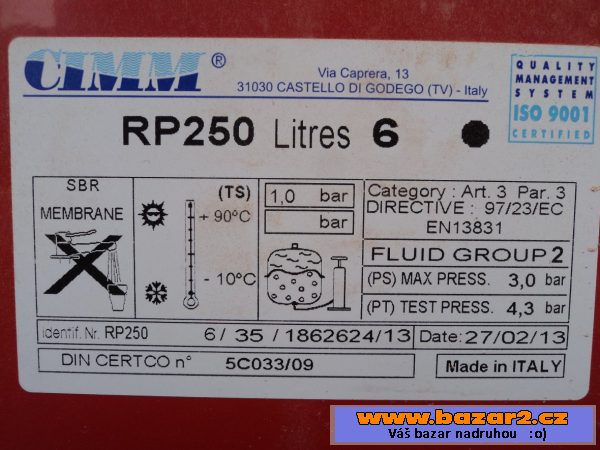 CIMM ®
Via Caprera, 13
31030 CASTELLO DI GODEGO (TV) - Italy
QUALITY
MANAGEMENT
SYSTEM
ISO 9001
CERTIFIED
RP250 Litres 6
SBR
MEMBRANE
(TS)
+ 90ºC
- 10ºC
1,0 bar
bar
Category : Art. 3 Par. 3
DIRECTIVE : 97/23/EC
EN13831
FLUID GROUP 2
(PS) MAX PRESS. 3,0 bar
(PT) TEST PRESS. 4,3 bar
identif. Nr. RP250 6/ 35 / 1862624/13 Date: 27/02/13
DIN CERTCO n° 5C033/09 Made in ITALY
www.bazar2.cz
Váš bazar nadruhou :o)